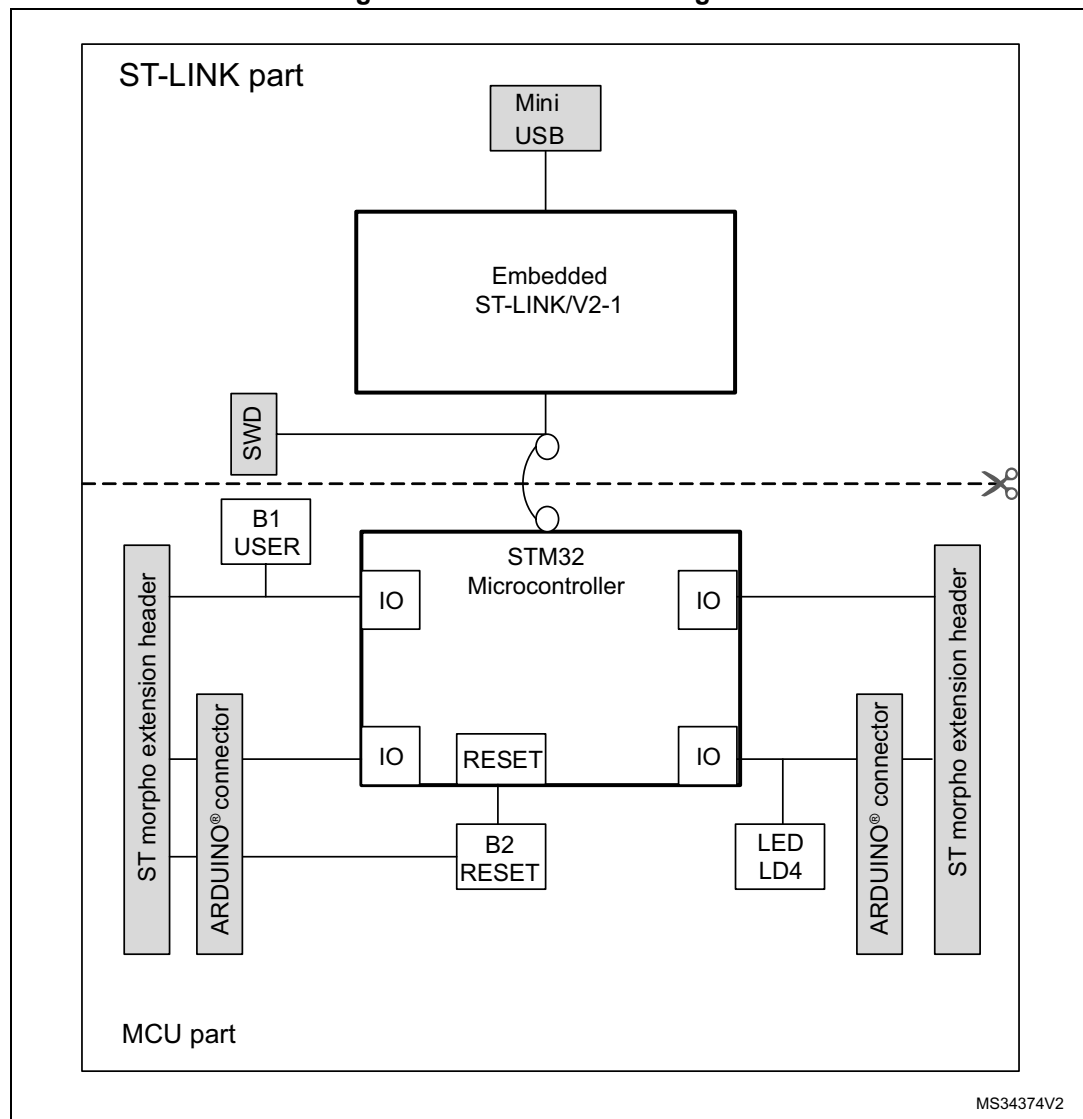 ST-LINK part
Mini
USB
Embedded
ST-LINK/V2-1
SWD
B1
USER
STM32
Microcontroller
IO
IO
ST morpho extension header
ARDUINO® connector
IO
RESET
IO
ARDUINO® connector
ST morpho extension header
B2
RESET
LED
LD4
MCU part
MS34374V2